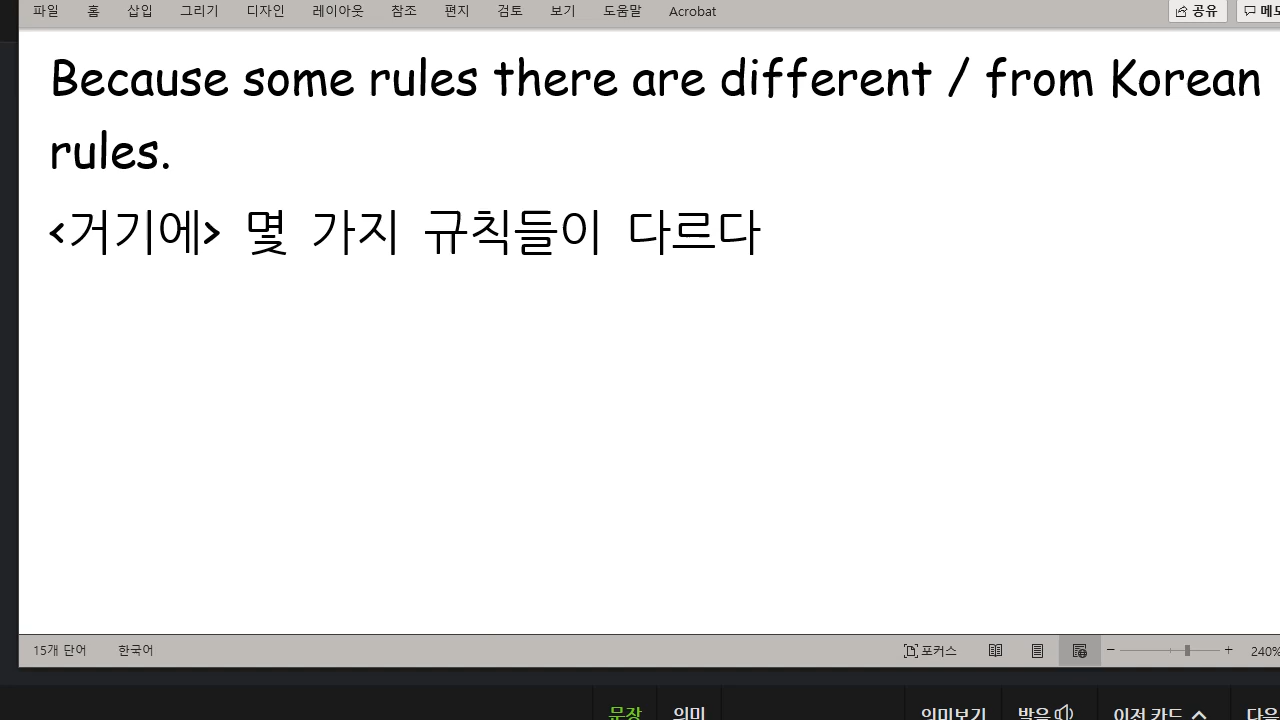 파일 홈 삽입 그리기 디자인 레이아웃 참조 편지 검토 보기 도움말 Acrobat 공유 메모
Because some rules there are different / from Korean
rules.
<거기에> 몇 가지 규칙들이 다르다
15개 단어 한국어 포커스 240%
문장 의미 의미보기 발음 이전 카드 다음